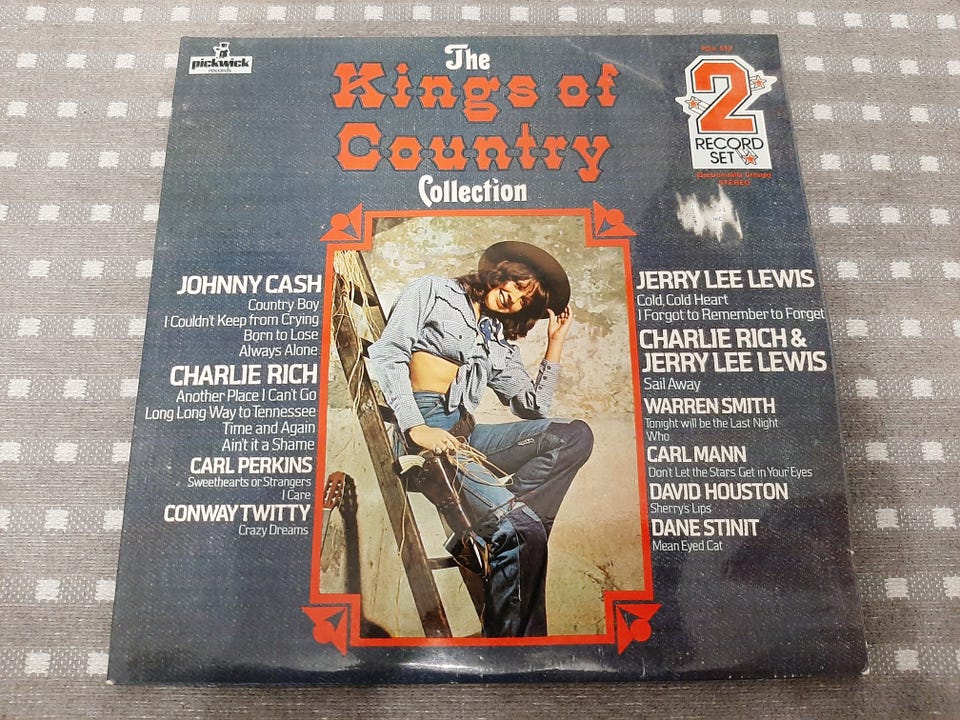 pickwick
records
The
Kings of
Country
Collection
2
RECORD
SET
STEREO
JOHNNY CASH
Country Boy
I Couldn't Keep from Crying
Born to Lose
Always Alone
CHARLIE RICH
Another Place I Can't Go
Long Long Way to Tennessee
Time and Again
Ain't it a Shame
CARL PERKINS
Sweethearts or Strangers
I Care
CONWAY TWITTY
Crazy Dreams
JERRY LEE LEWIS
Cold, Cold Heart
I Forgot to Remember to Forget
CHARLIE RICH &
JERRY LEE LEWIS
Sail Away
WARREN SMITH
Tonight will be the Last Night
Who
CARL MANN
Don't Let the Stars Get in Your Eyes
DAVID HOUSTON
Sherry's Lips
DANE STINIT
Mean Eyed Cat